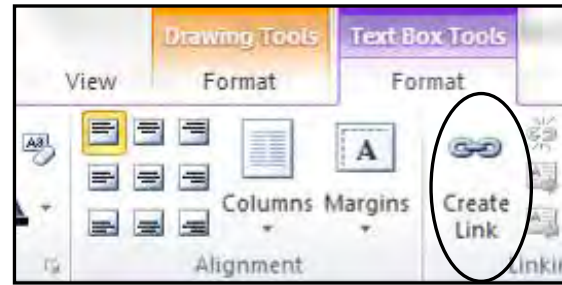 Drawing Tools Text Box Tools
View Format Format
A
Columns Margins Create
Link
Alignment